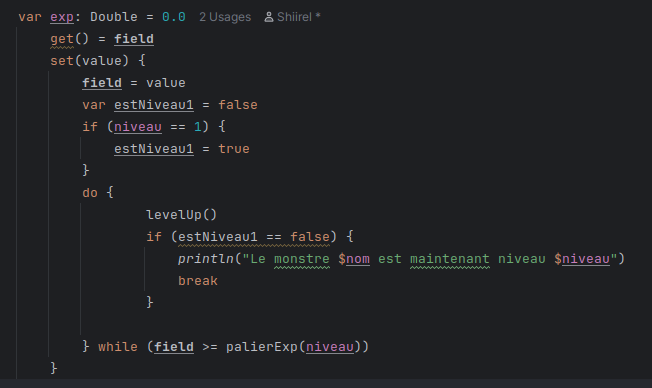 var exp: Double = 0.0 2 Usages Shiirel *
get() = field
set(value) {
field = value
var estNiveau1 = false
if (niveau == 1) {
estNiveau1 = true
}
do {
levelUp()
if (estNiveau1 == false) {
println("Le monstre $nom est maintenant niveau $niveau")
break
}
} while (field >= palierExp(niveau))
}